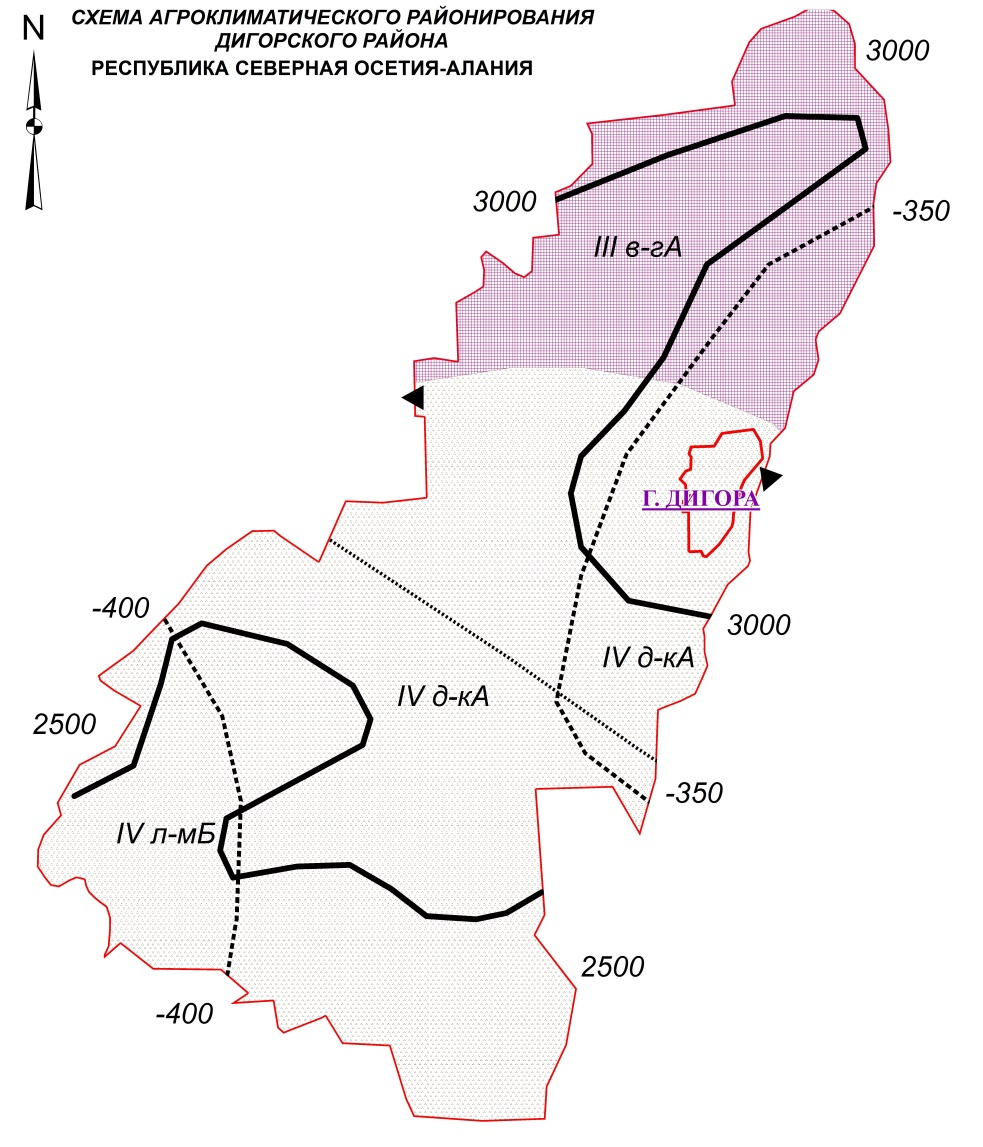 N
СХЕМА АГРОКЛИМАТИЧЕСКОГО РАЙОНИРОВАНИЯ
ДИГОРСКОГО РАЙОНА
РЕСПУБЛИКА СЕВЕРНАЯ ОСЕТИЯ-АЛАНИЯ
3000
3000
-350
III в-гА
Г. ДИГОРА
-400
3000
IV д-кА
IV д-кА
2500
-350
IV л-мБ
2500
-400